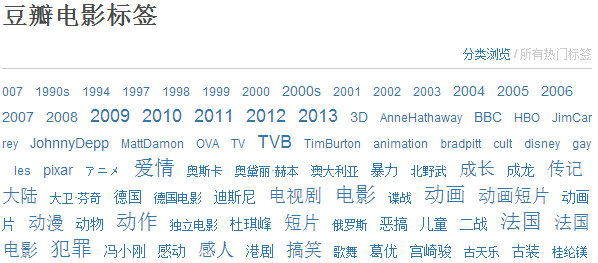 豆瓣电影标签
分类浏览 / 所有热门标签
007 1990s 1994 1997 1998 1999 2000 2000s 2001 2002 2003 2004 2005 2006
2007 2008 2009 2010 2011 2012 2013 3D AnneHathaway BBC HBO JimCar
rey JohnnyDepp MattDamon OVA TV TVB TimBurton animation bradpitt cult disney gay
les pixar アニメ 爱情 奥斯卡 奥黛丽·赫本 澳大利亚 暴力 北野武 成长 成龙 传记
大陆 大卫·芬奇 德国 德国电影 迪斯尼 电视剧 电影 谍战 动画 动画短片 动画
片 动漫 动物 动作 独立电影 杜琪峰 短片 俄罗斯 恶搞 儿童 二战 法国 法国
电影 犯罪 冯小刚 感动 感人 港剧 搞笑 歌舞 葛优 宫崎骏 古天乐 古装 桂纶镁